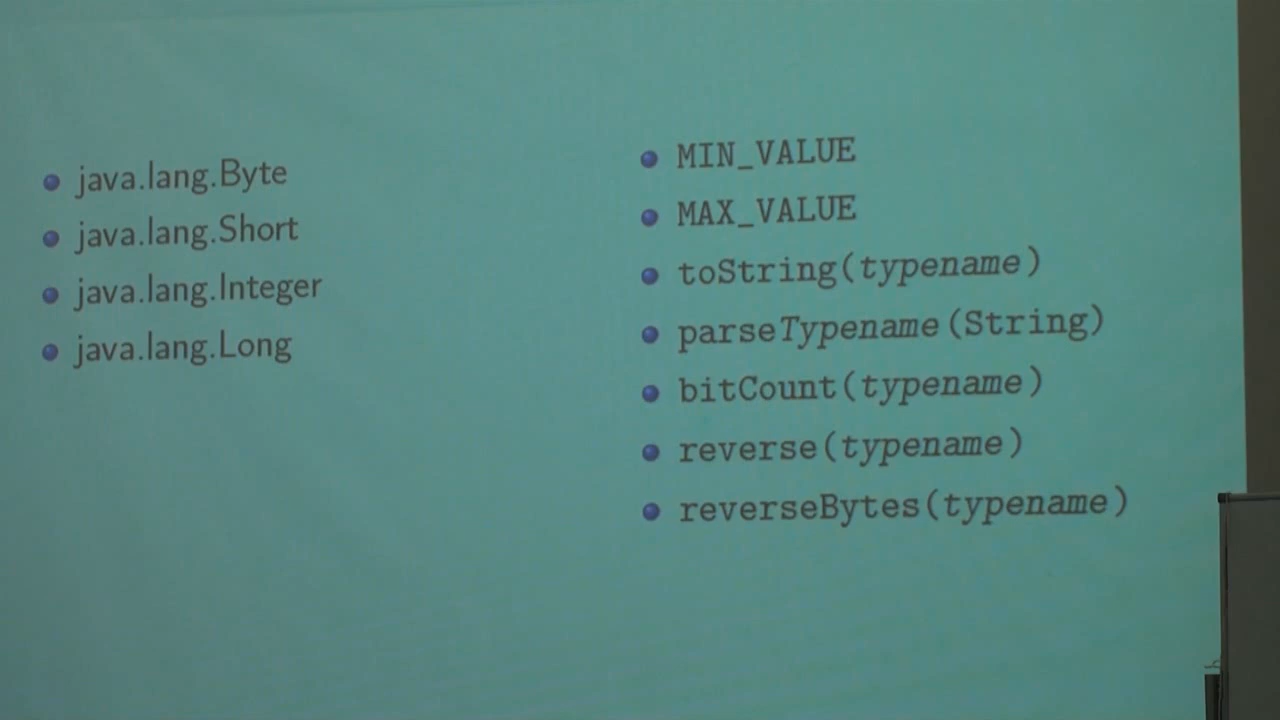 java.lang.Byte
java.lang.Short
java.lang.Integer
java.lang.Long
MIN_VALUE
MAX_VALUE
toString(typename)
parseTypename(String)
bitCount(typename)
reverse(typename)
reverseBytes(typename)